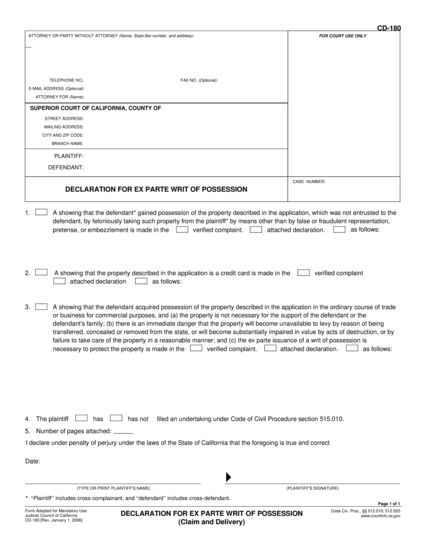 CD-180
ATTORNEY OR PARTY WITHOUT ATTORNEY (Name, State Bar number, and address):
FOR COURT USE ONLY
TELEPHONE NO.:
FAX NO. (Optional):
E-MAIL ADDRESS (Optional):
ATTORNEY FOR (Name):
SUPERIOR COURT OF CALIFORNIA, COUNTY OF
STREET ADDRESS:
MAILING ADDRESS:
CITY AND ZIP CODE:
BRANCH NAME:
PLAINTIFF:
DEFENDANT:
DECLARATION FOR EX PARTE WRIT OF POSSESSION
CASE NUMBER:
1. A showing that the defendant* gained possession of the property described in the application, which was not entrusted to the
defendant, by feloniously taking such property from the plaintiff* by means other than by false or fraudulent representation,
pretense, or embezzlement is made in the verified complaint. attached declaration. as follows:
2. A showing that the property described in the application is a credit card is made in the verified complaint
attached declaration as follows:
3. A showing that the defendant acquired possession of the property described in the application in the ordinary course of trade
or business for commercial purposes, and (a) the property is not necessary for the support of the defendant or the
defendant's family; (b) there is an immediate danger that the property will become unavailable to levy by reason of being
transferred, concealed or removed from the state, or will become substantially impaired in value by acts of destruction, or by
failure to take care of the property in a reasonable manner; and (c) the ex parte issuance of a writ of possession is
necessary to protect the property is made in the verified complaint. attached declaration. as follows:
4. The plaintiff has has not filed an undertaking under Code of Civil Procedure section 515.010.
5. Number of pages attached: ______
I declare under penalty of perjury under the laws of the State of California that the foregoing is true and correct
Date:
(TYPE OR PRINT PLAINTIFF'S NAME)
(PLAINTIFF'S SIGNATURE)
* "Plaintiff" includes cross-complainant, and "defendant" includes cross-defendant.
Page 1 of 1
Form Adopted for Mandatory Use
Judicial Council of California
CD-180 [Rev. January 1, 2006]
DECLARATION FOR EX PARTE WRIT OF POSSESSION
(Claim and Delivery)
Code Civ. Proc., §§ 512.010, 512.020
www.courtinfo.ca.gov